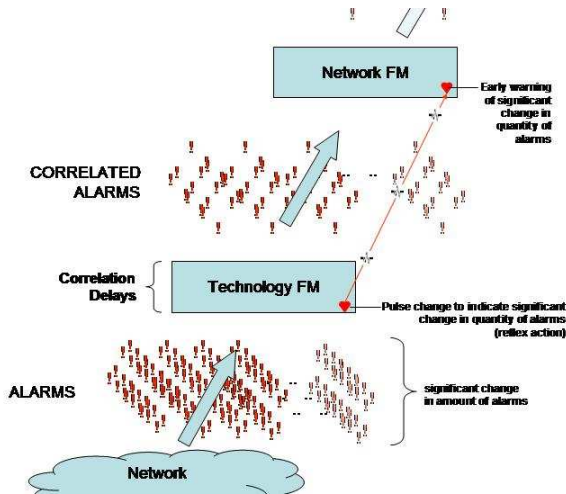 Network FM
Early warning
of significant
change in
quantity of
alarms
CORRELATED
ALARMS
Correlation
Delays
Technology FM
Pulse change to indicate significant
change in quantity of alarms
(reflex action)
ALARMS
significant change
in amount of alarms
Network